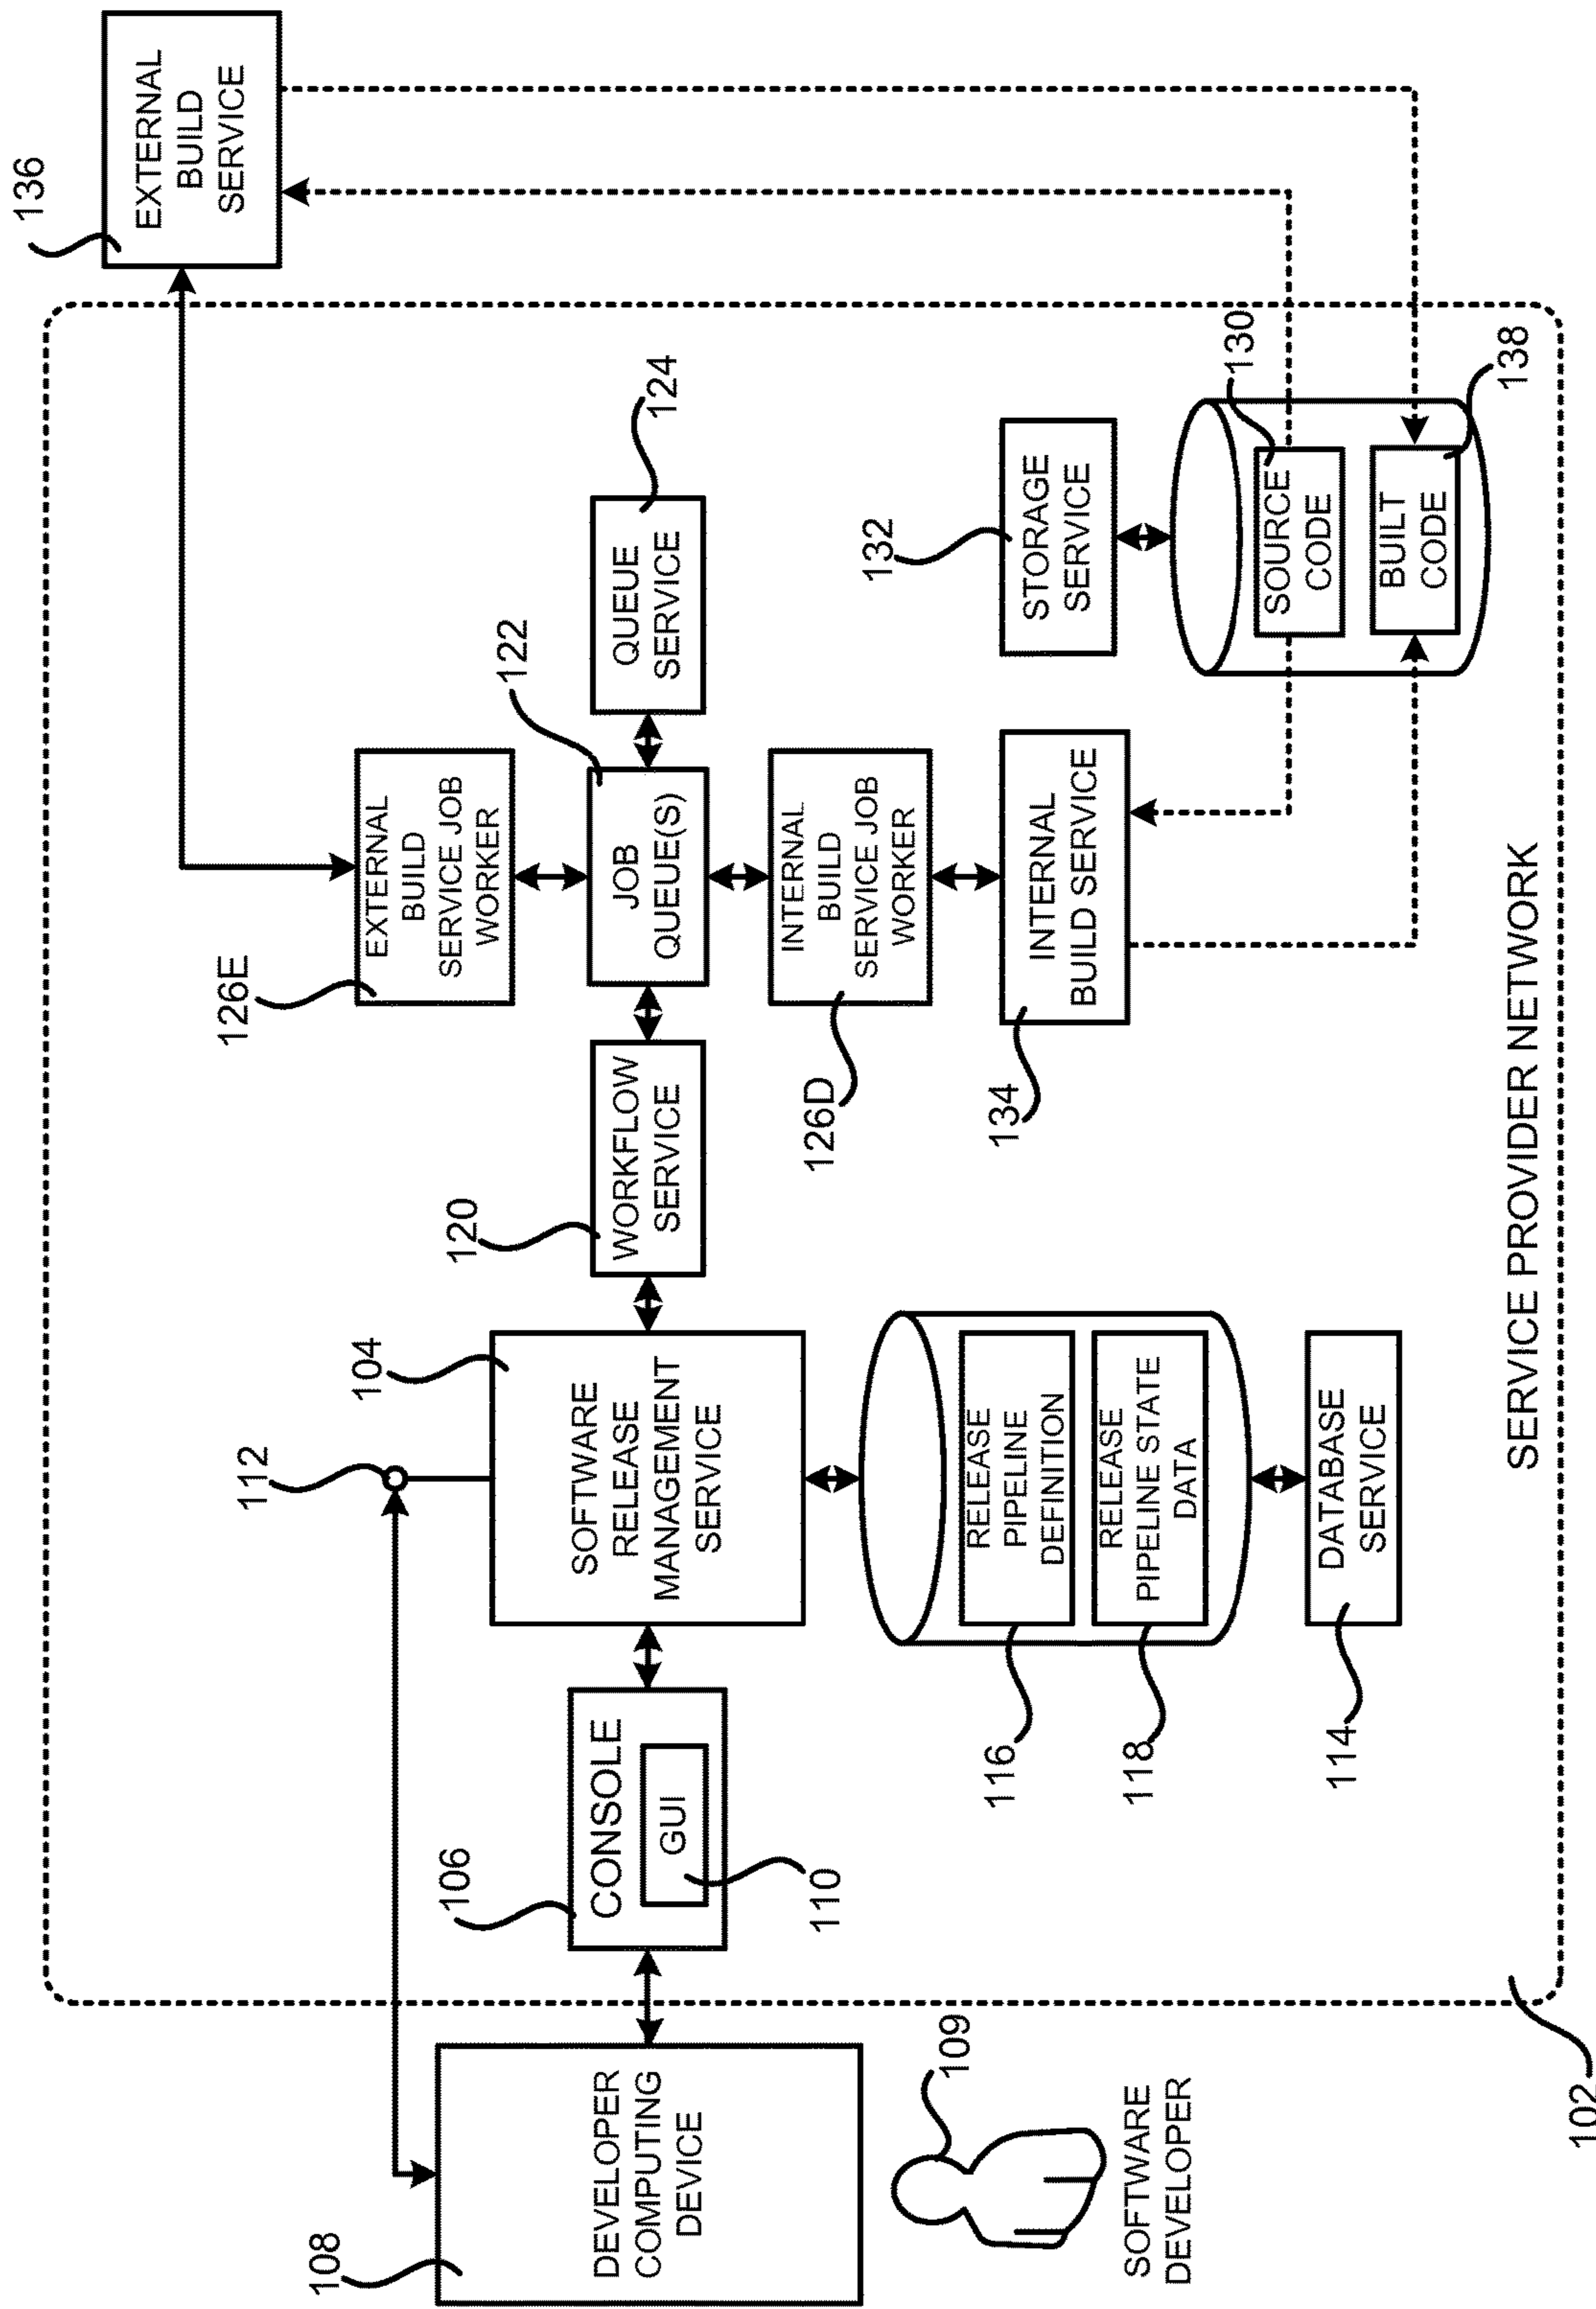 136
EXTERNAL
BUILD
SERVICE
126E
EXTERNAL
BUILD
SERVICE JOB
WORKER
112
104
120
122
124
108
DEVELOPER
COMPUTING
DEVICE
106
CONSOLE
GUI
110
SOFTWARE
RELEASE
MANAGEMENT
SERVICE
WORKFLOW
SERVICE
JOB
QUEUE(S)
QUEUE
SERVICE
109
SOFTWARE
DEVELOPER
116
RELEASE
PIPELINE
DEFINITION
118
RELEASE
PIPELINE STATE
DATA
114
DATABASE
SERVICE
126D
INTERNAL
BUILD
SERVICE JOB
WORKER
134
INTERNAL
BUILD SERVICE
132
STORAGE
SERVICE
130
SOURCE
CODE
138
BUILT
CODE
102
SERVICE PROVIDER NETWORK